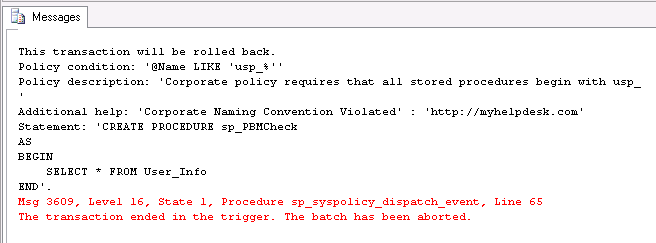 Messages
This transaction will be rolled back.
Policy condition: '@Name LIKE 'usp_%''
Policy description: 'Corporate policy requires that all stored procedures begin with usp_
'
Additional help: 'Corporate Naming Convention Violated' : 'http://myhelpdesk.com'
Statement: 'CREATE PROCEDURE sp_PBMCheck
AS
BEGIN
    SELECT * FROM User_Info
END'.
Msg 3609, Level 16, State 1, Procedure sp_syspolicy_dispatch_event, Line 65
The transaction ended in the trigger. The batch has been aborted.